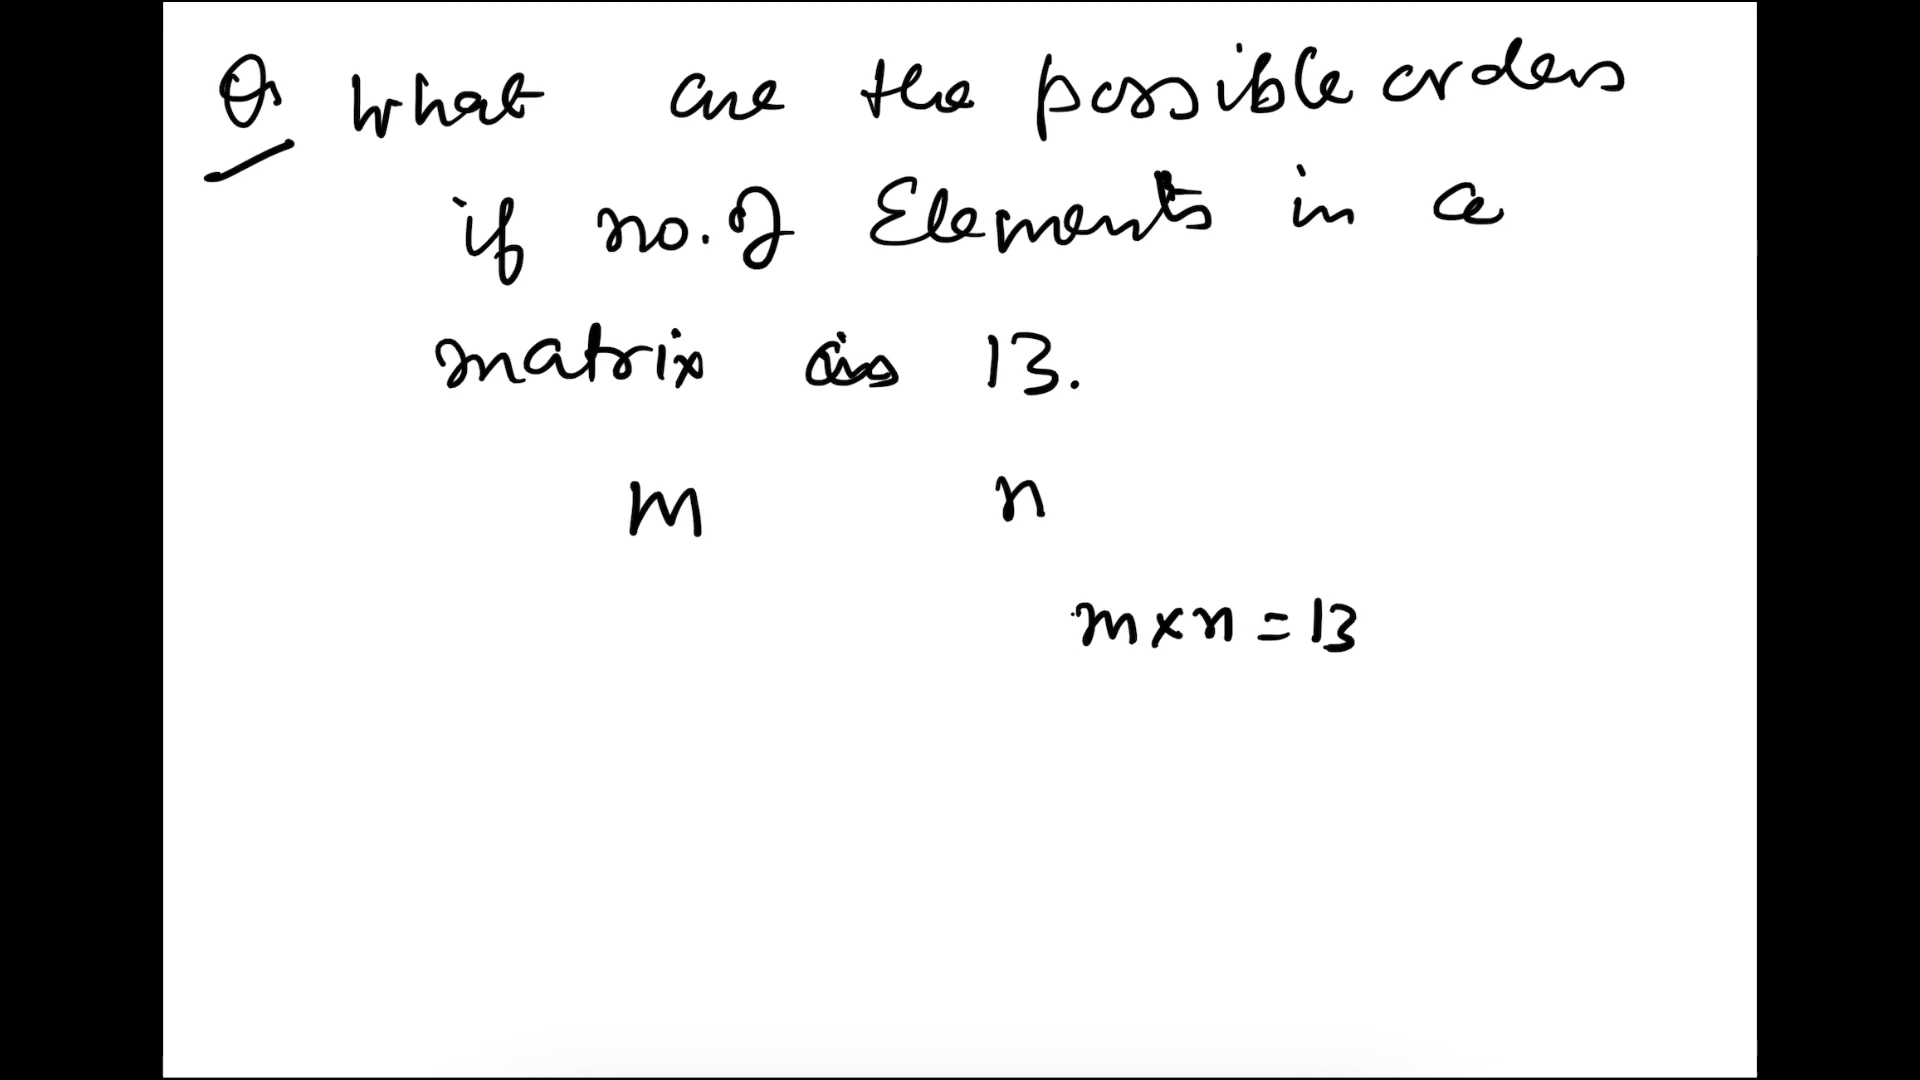 Q What are the possible orders
if no. of Elements in a
matrix is 13.
m n
m x n = 13